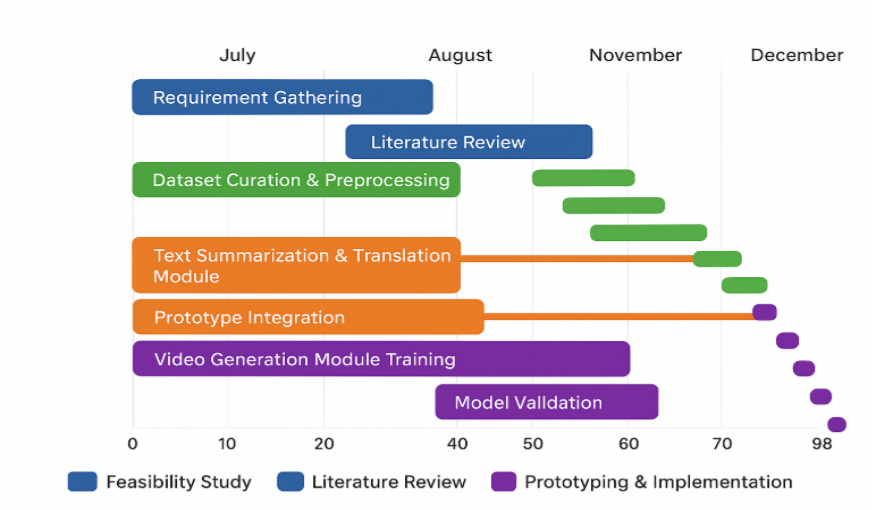 July August November December
Requirement Gathering
Literature Review
Dataset Curation & Preprocessing
Text Summarization & Translation
Module
Prototype Integration
Video Generation Module Training
Model Valldation
0 10 20 40 50 60 70 98
Feasibility Study Literature Review Prototyping & Implementation